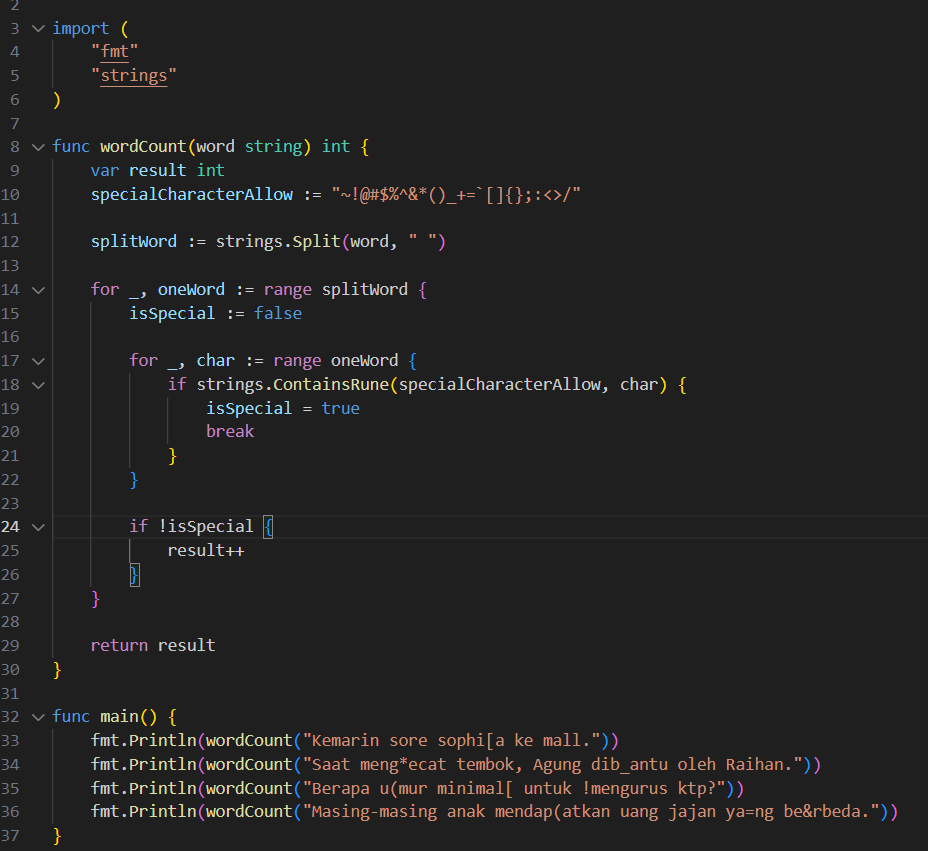 2
3 import (
4 "fmt"
5 "strings"
6 )
7
8 func wordCount(word string) int {
9 var result int
10 specialCharacterAllow := "~!@#$%^&*()_+=`[]{};:<>/"
11
12 splitWord := strings.Split(word, " ")
13
14 for _, oneWord := range splitWord {
15 isSpecial := false
16
17 for _, char := range oneWord {
18 if strings.ContainsRune(specialCharacterAllow, char) {
19 isSpecial = true
20 break
21 }
22 }
23
24 if !isSpecial {
25 result++
26 }
27 }
28
29 return result
30 }
31
32 func main() {
33 fmt.Println(wordCount("Kemarin sore sophi[a ke mall."))
34 fmt.Println(wordCount("Saat meng*ecat tembok, Agung dib_antu oleh Raihan."))
35 fmt.Println(wordCount("Berapa u(mur minimal[ untuk !mengurus ktp?"))
36 fmt.Println(wordCount("Masing-masing anak mendap(atkan uang jajan ya=ng be&rbeda."))
37 }